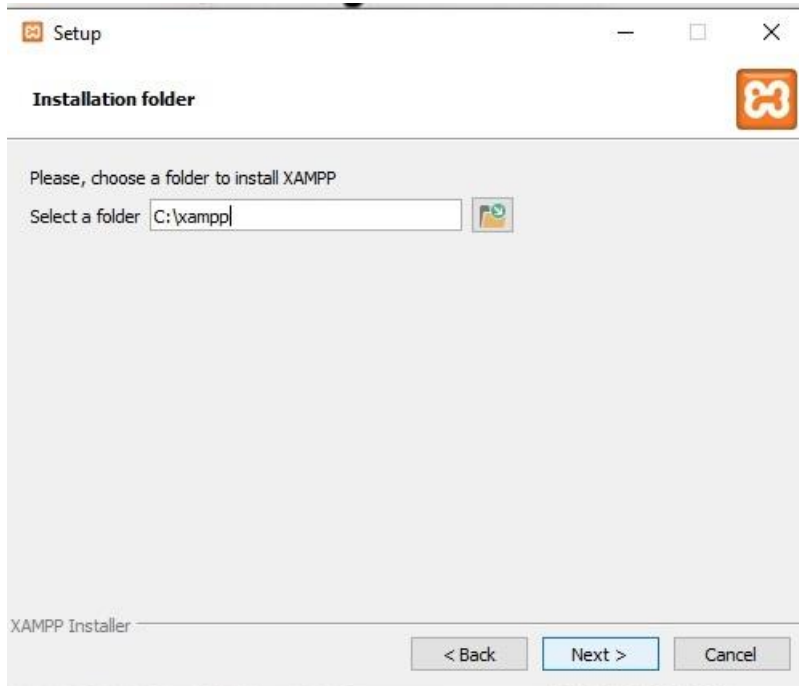 Setup
Installation folder
Please, choose a folder to install XAMPP
Select a folder C:\xampp
XAMPP Installer
< Back Next > Cancel